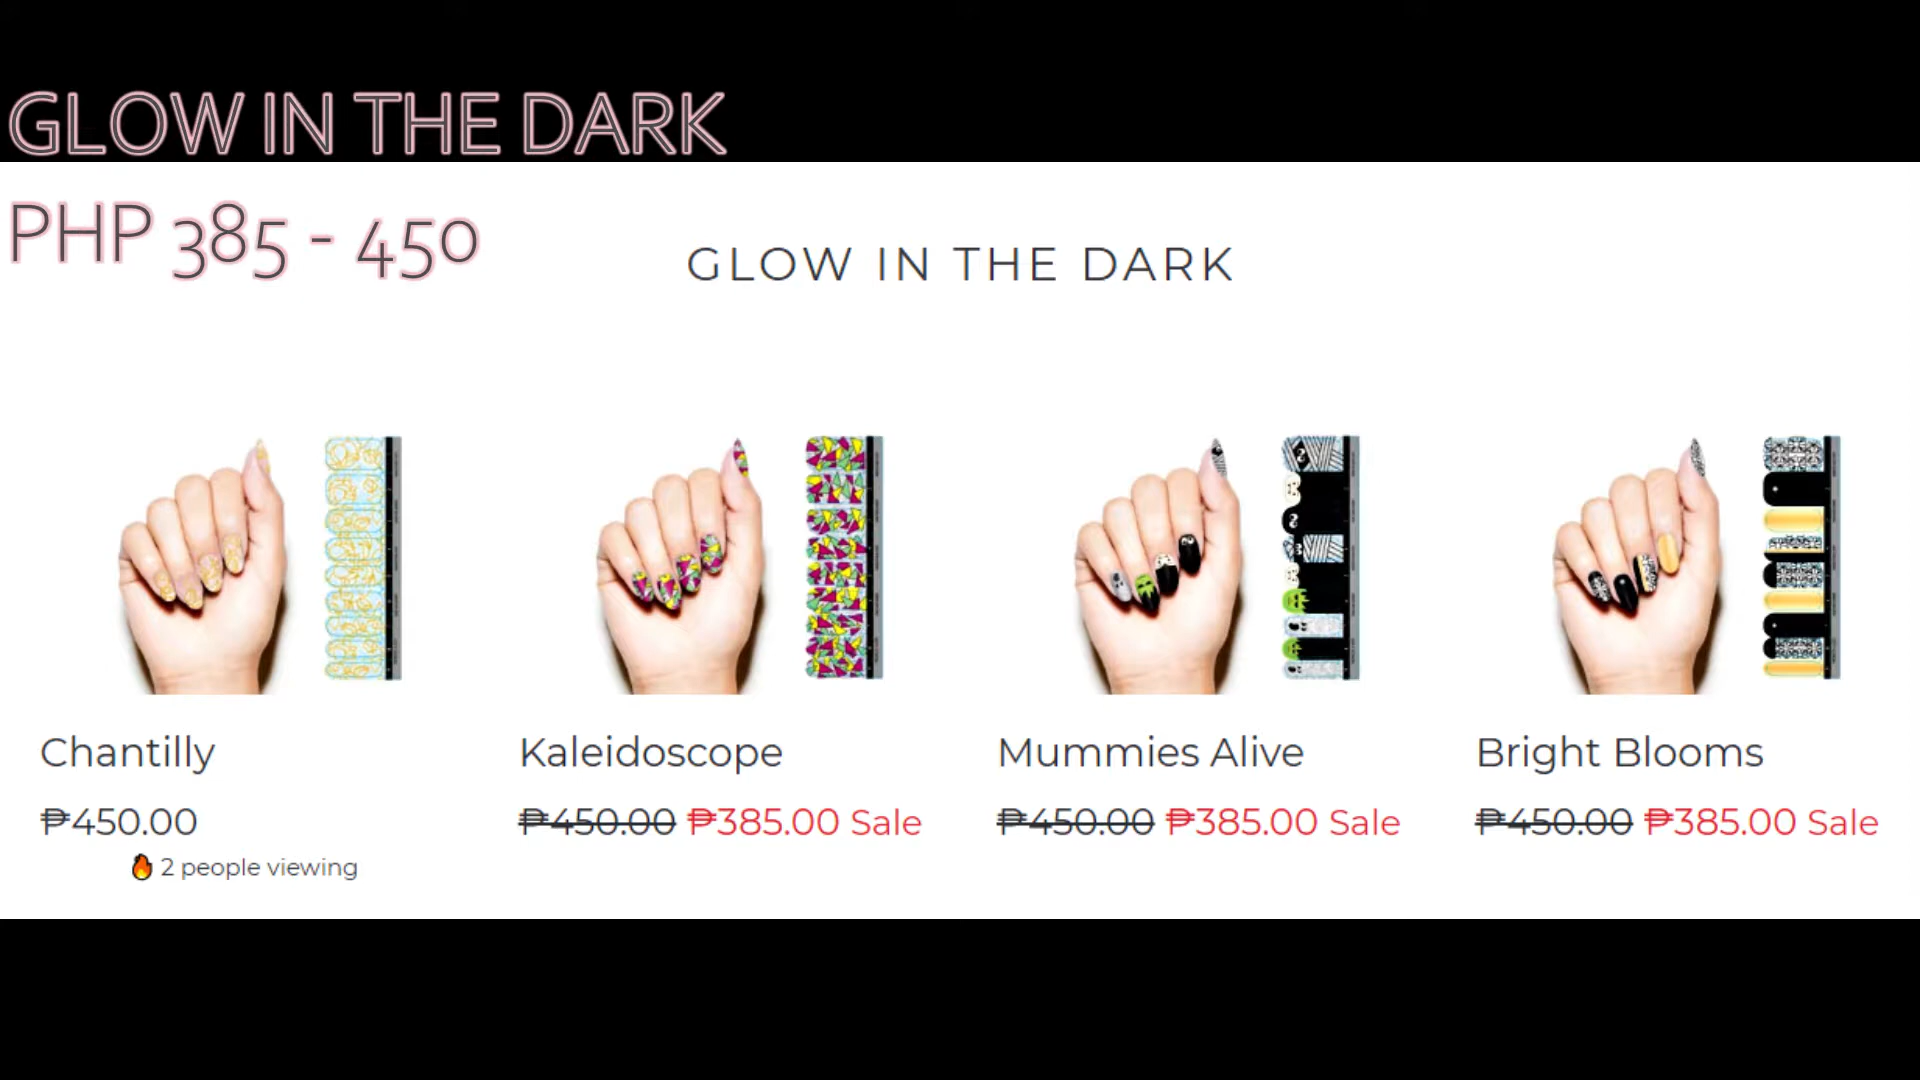 GLOW IN THE DARK
PHP 385 - 450
GLOW IN THE DARK
Chantilly
₱450.00
2 people viewing
Kaleidoscope
₱450.00 ₱385.00 Sale
Mummies Alive
₱450.00 ₱385.00 Sale
Bright Blooms
₱450.00 ₱385.00 Sale